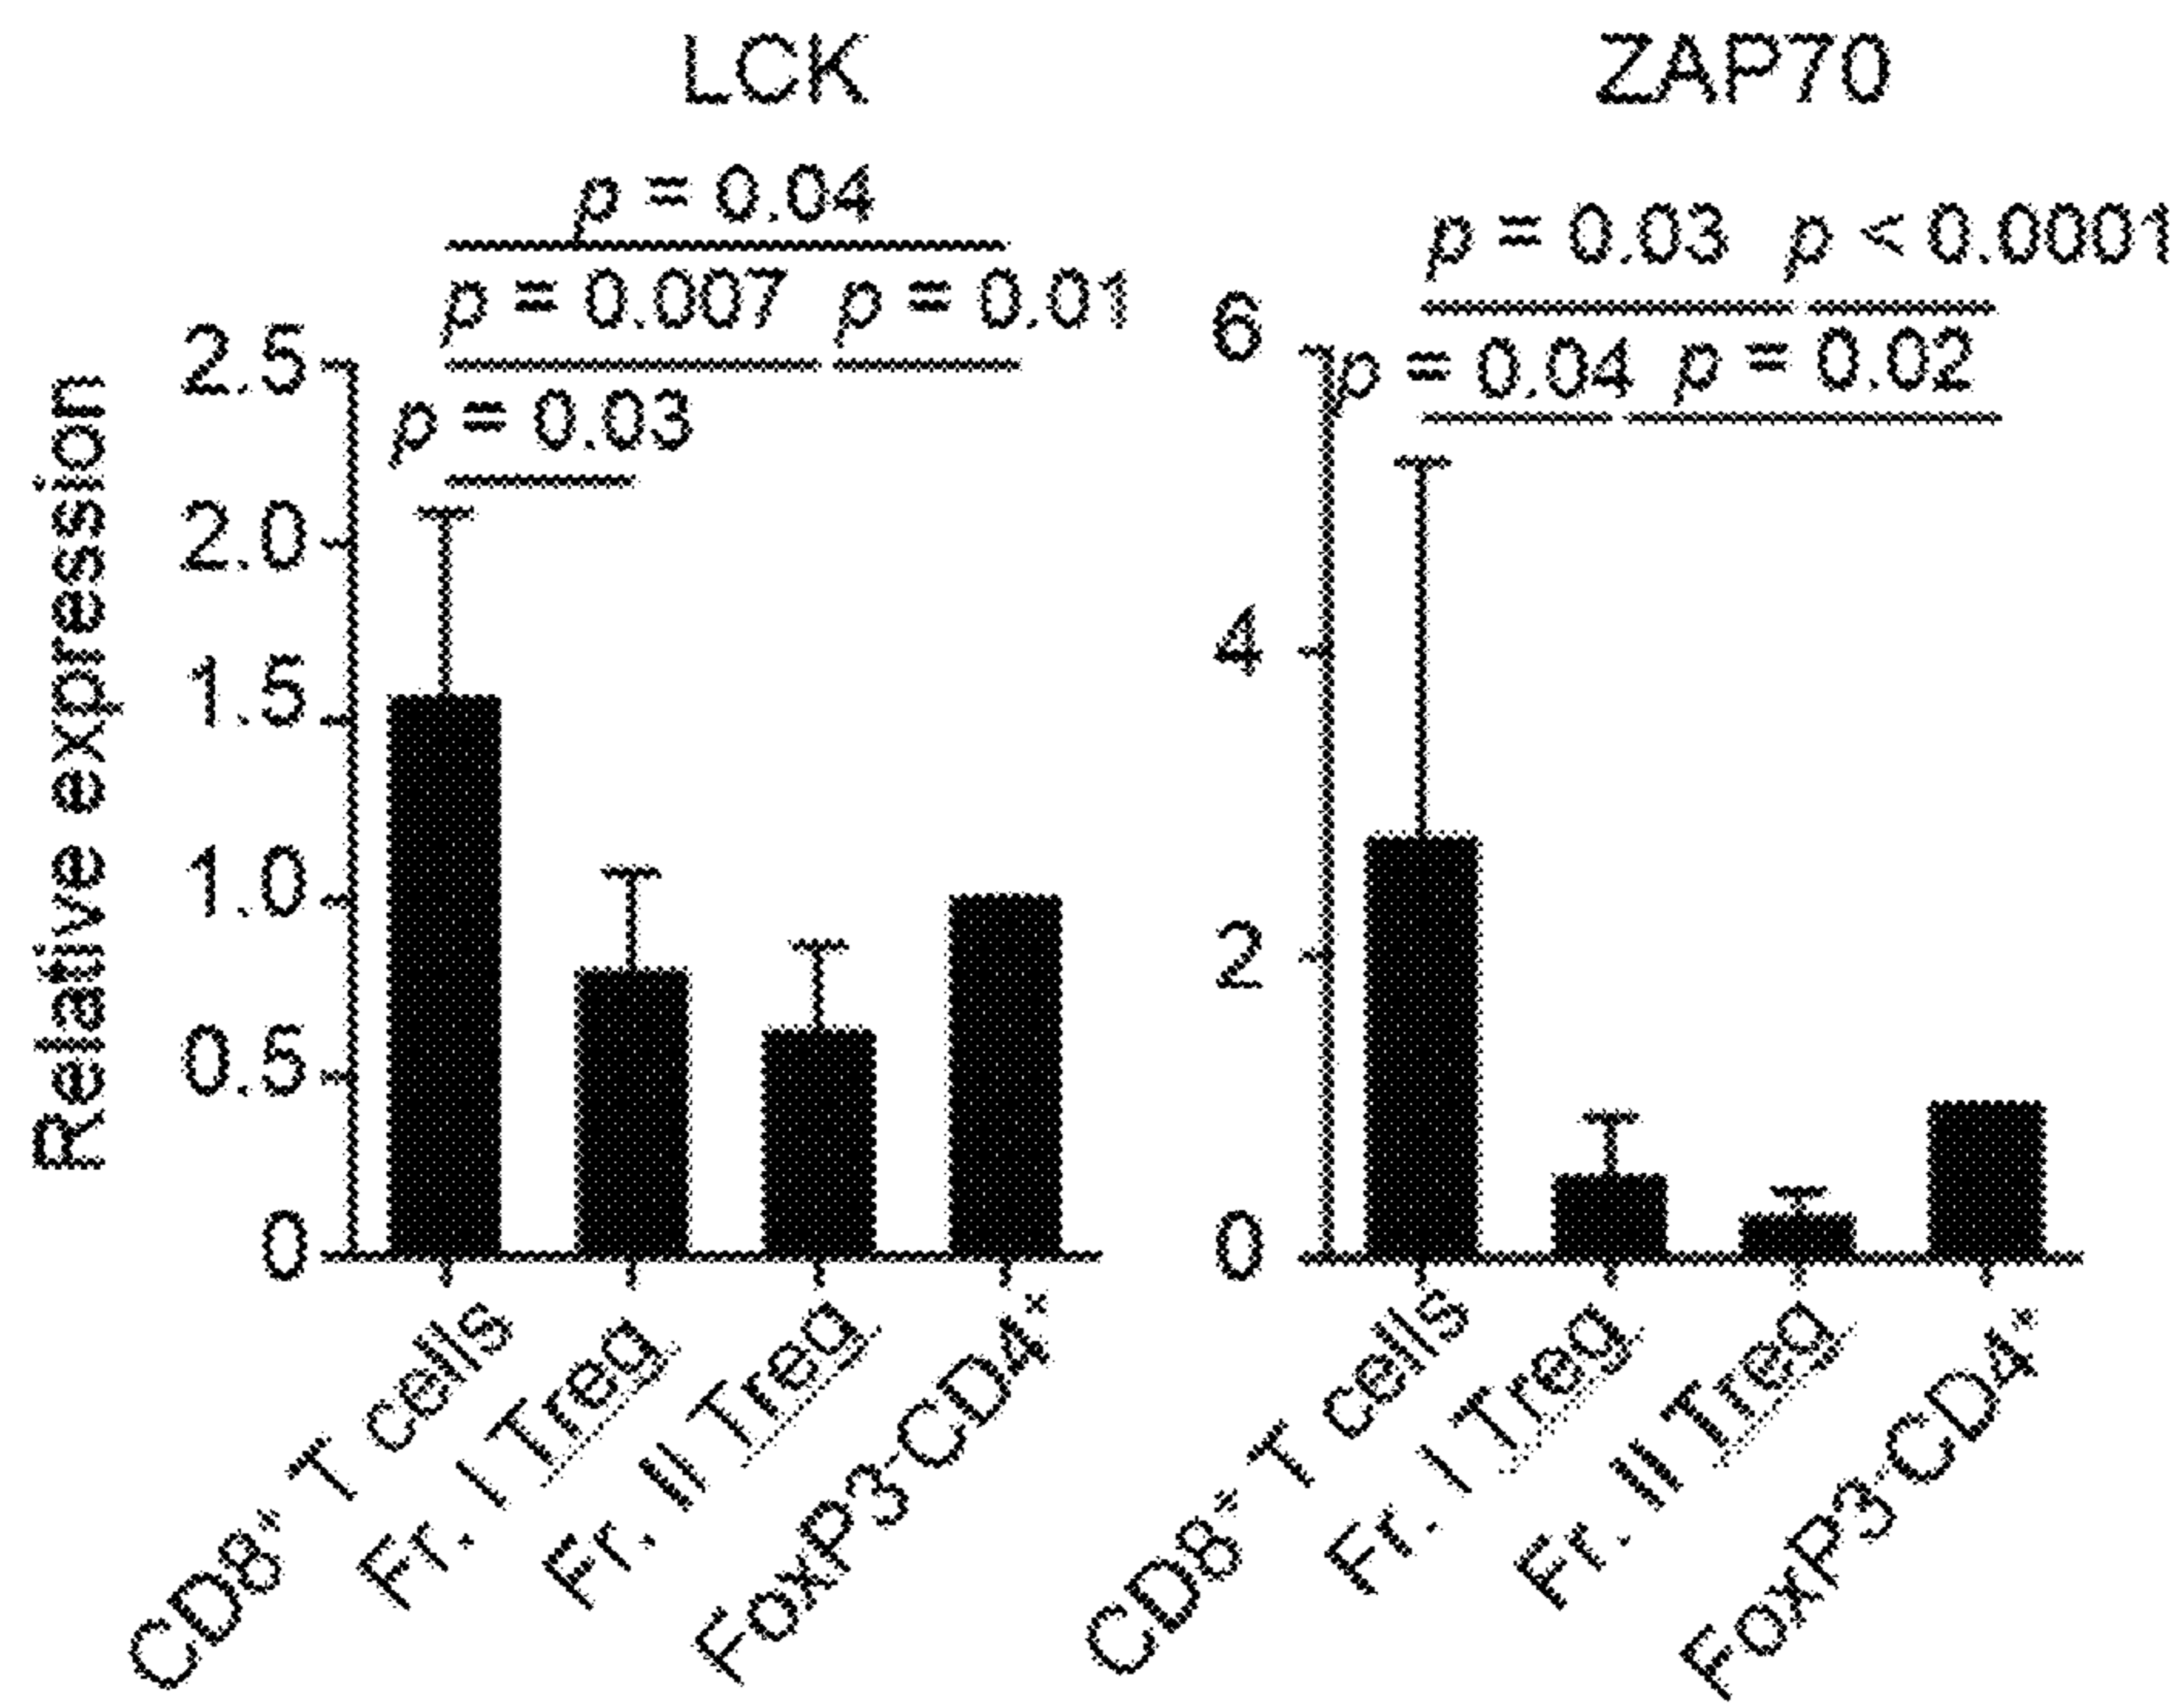 LCK
p = 0.04
p = 0.007 p = 0.01
p = 0.03
Relative expression
2.5
2.0
1.5
1.0
0.5
0
CD8⁺ T cells
Fr. I Treg.
Fr. II Treg.
FoxP3⁻CD4⁺
ZAP70
p = 0.03 p < 0.0001
p = 0.04 p = 0.02
6
4
2
0
CD8⁺ T cells
Fr. I Treg.
Fr. II Treg.
FoxP3⁻CD4⁺